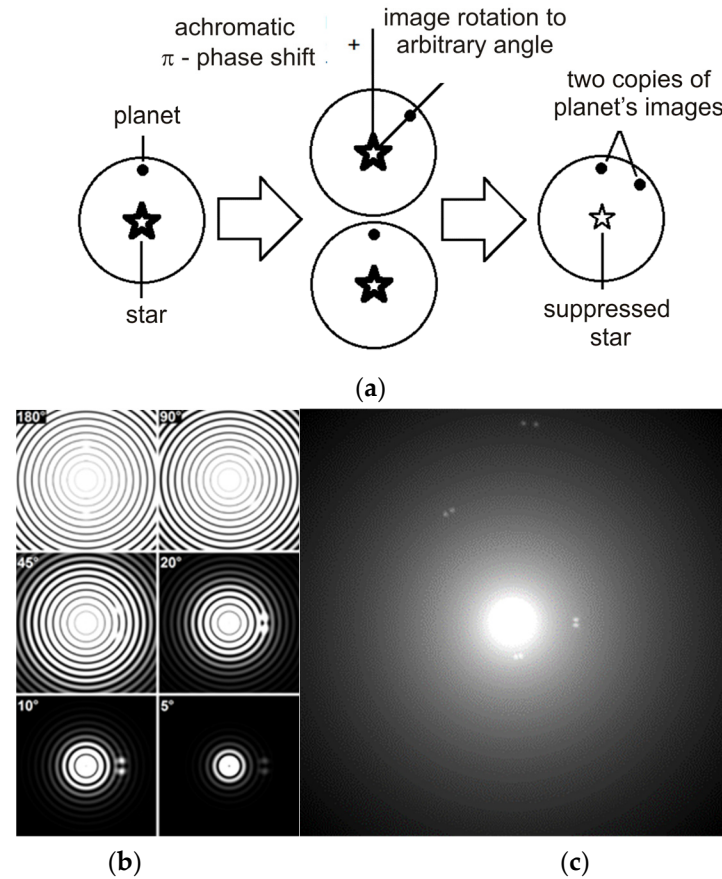 achromatic
π - phase shift
+
image rotation to
arbitrary angle
two copies of
planet's images
planet
star
suppressed
star
(a)
180°
90°
45°
20°
10°
5°
(b)
(c)